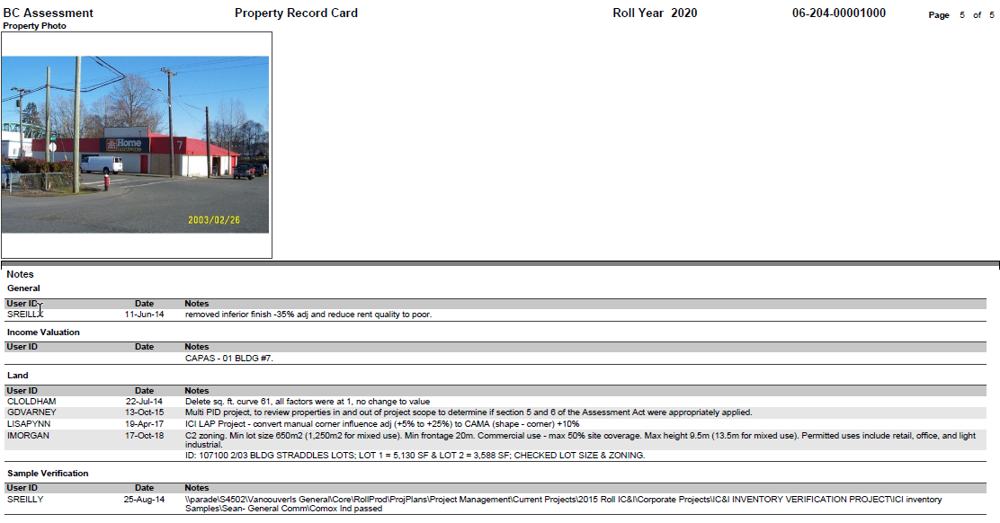 BC Assessment Property Record Card Roll Year 2020 06-204-00001000 Page 5 of 5
Property Photo
Home
hardware
7
2003/02/26
Notes
General
User ID Date Notes
SREILLY 11-Jun-14 removed inferior finish -35% adj and reduce rent quality to poor.
Income Valuation
User ID Date Notes
CAPAS - 01 BLDG #7.
Land
User ID Date Notes
CLOLDHAM 22-Jul-14 Delete sq. ft. curve 61, all factors were at 1, no change to value
GDVARNEY 13-Oct-15 Multi PID project, to review properties in and out of project scope to determine if section 5 and 6 of the Assessment Act were appropriately applied.
LISAPYNN 19-Apr-17 ICI LAP Project - convert manual corner influence adj (+5% to +25%) to CAMA (shape - corner) +10%
IMORGAN 17-Oct-18 C2 zoning. Min lot size 650m2 (1,250m2 for mixed use). Min frontage 20m. Commercial use - max 50% site coverage. Max height 9.5m (13.5m for mixed use). Permitted uses include retail, office, and light
industrial.
ID: 107100 2/03 BLDG STRADDLES LOTS; LOT 1 = 5,130 SF & LOT 2 = 3,588 SF; CHECKED LOT SIZE & ZONING.
Sample Verification
User ID Date Notes
SREILLY 25-Aug-14 \\parade\S4502\VancouverIs General\Core\RollProd\ProjPlans\Project Management\Current Projects\2015 Roll IC&I\Corporate Projects\IC&I INVENTORY VERIFICATION PROJECT\ICI inventory
Samples\Sean- General Comm\Comox Ind passed